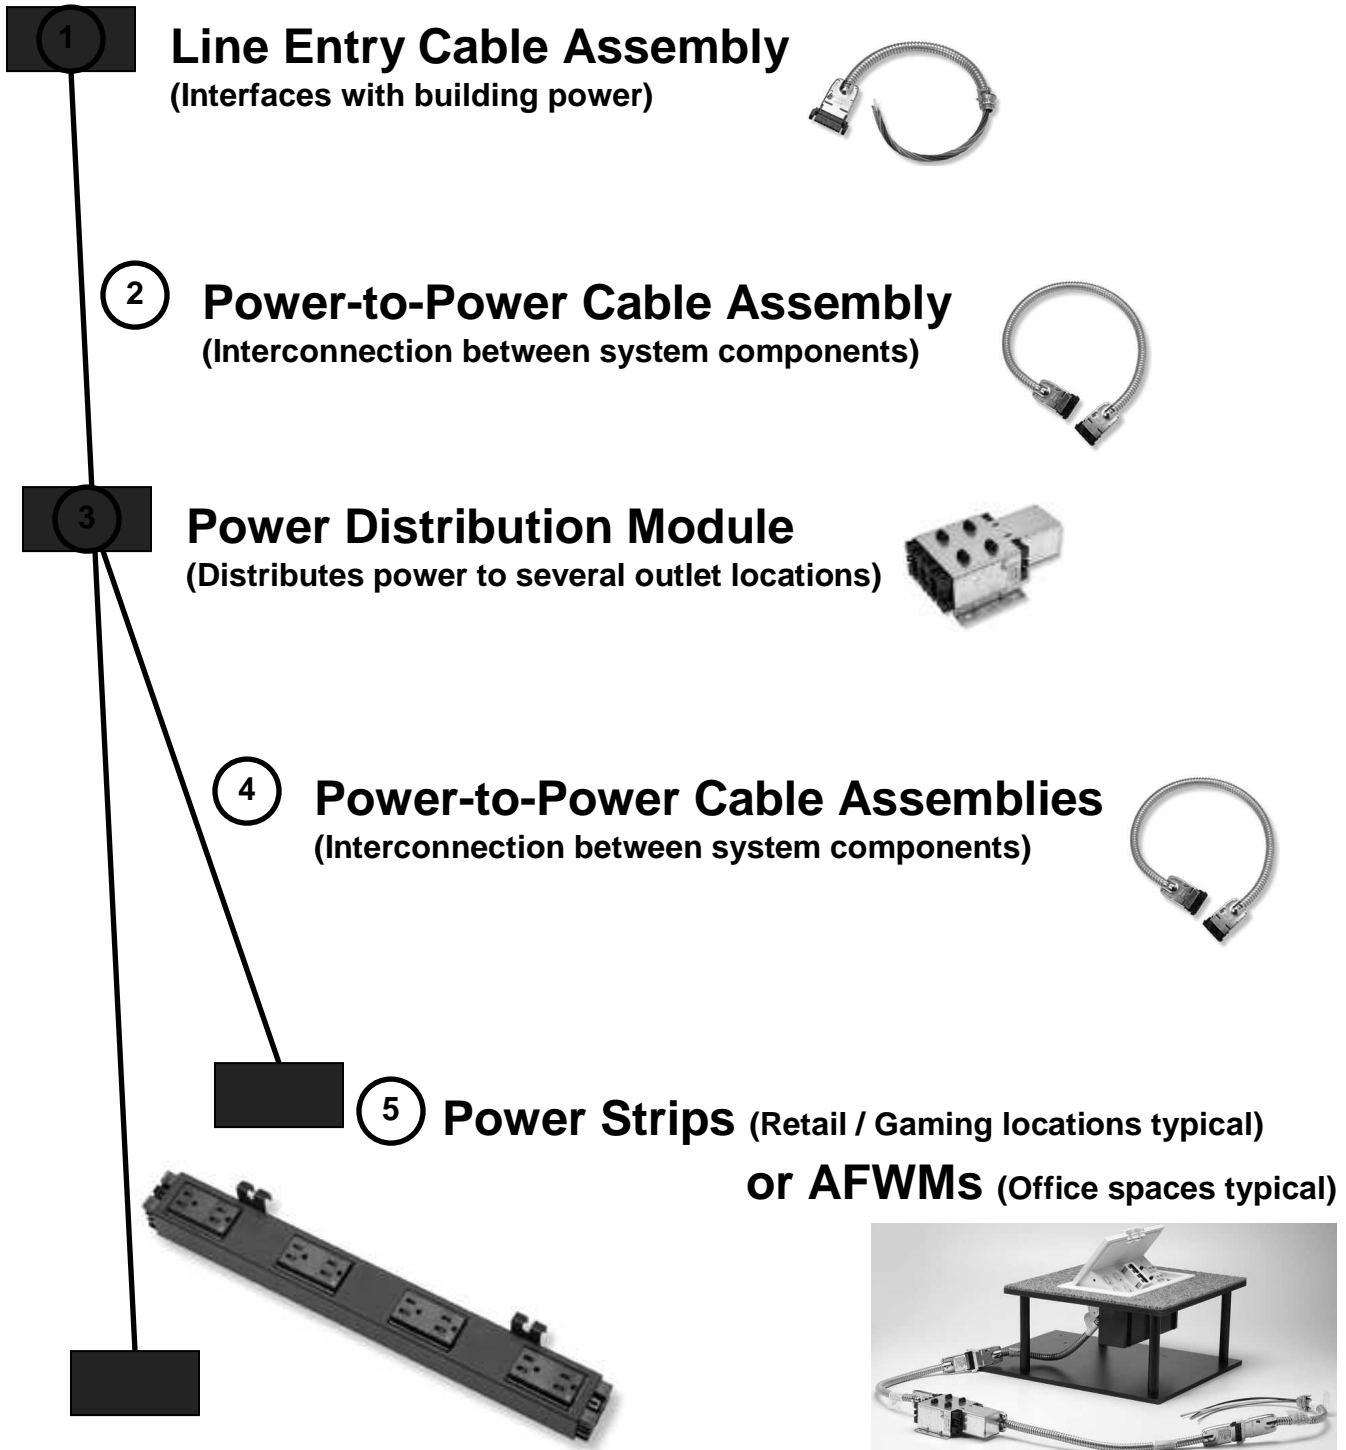 1
Line Entry Cable Assembly
(Interfaces with building power)
2
Power-to-Power Cable Assembly
(Interconnection between system components)
3
Power Distribution Module
(Distributes power to several outlet locations)
4
Power-to-Power Cable Assemblies
(Interconnection between system components)
5
Power Strips (Retail / Gaming locations typical)
or AFWMs (Office spaces typical)